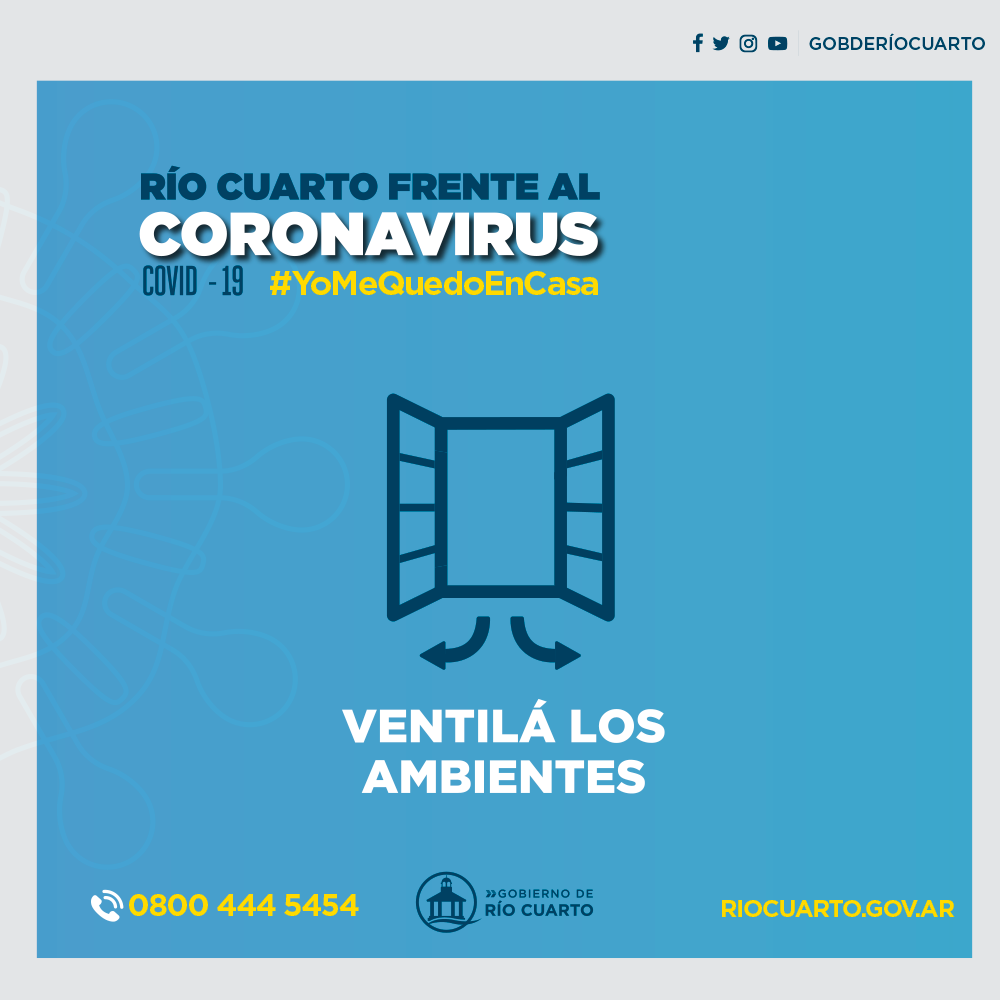 GOBDERÍOCUARTO
RÍO CUARTO FRENTE AL
CORONAVIRUS
COVID - 19 #YoMeQuedoEnCasa
VENTILÁ LOS
AMBIENTES
0800 444 5454
»GOBIERNO DE
RÍO CUARTO
RIOCUARTO.GOV.AR